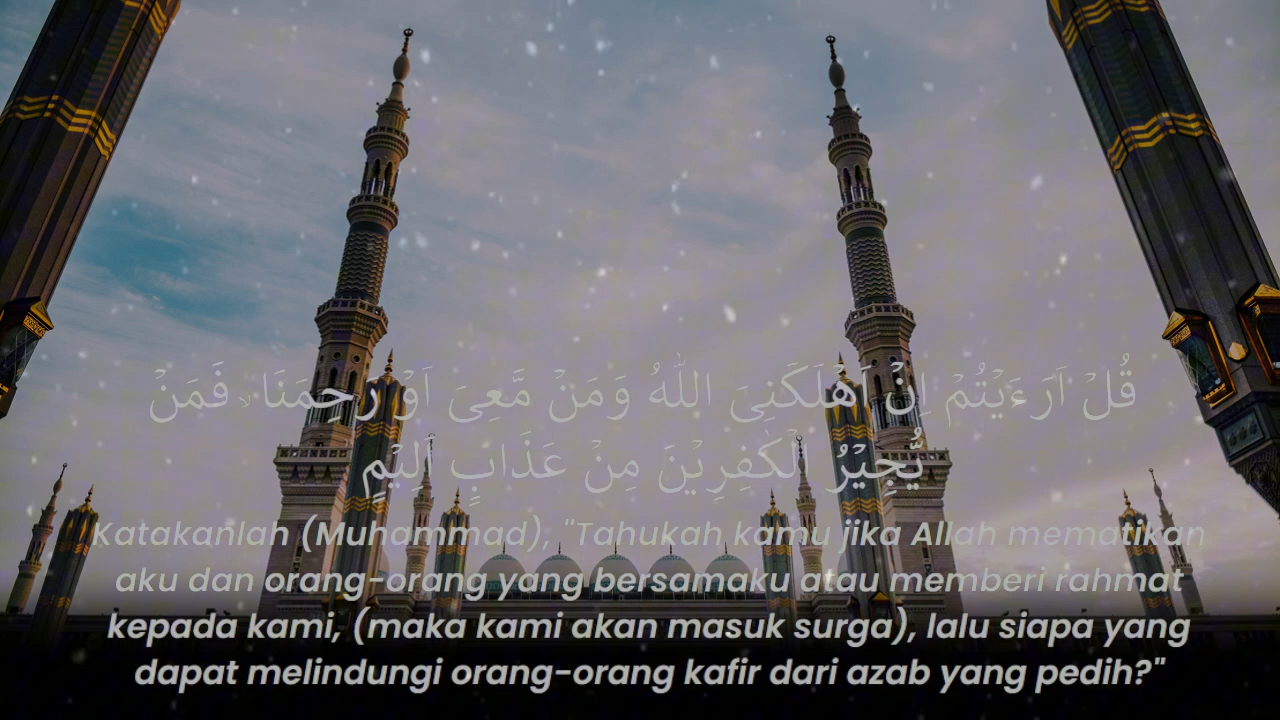 قُلْ اَرَءَيْتُمْ اِنْ اَهْلَكَنِيَ اللّٰهُ وَمَنْ مَّعِيَ اَوْ رَحِمَنَاۙ فَمَنْ
يُّجِيْرُ الْكٰفِرِيْنَ مِنْ عَذَابٍ اَلِيْمٍ
Katakanlah (Muhammad), "Tahukah kamu jika Allah mematikan
aku dan orang-orang yang bersamaku atau memberi rahmat
kepada kami, (maka kami akan masuk surga), lalu siapa yang
dapat melindungi orang-orang kafir dari azab yang pedih?"